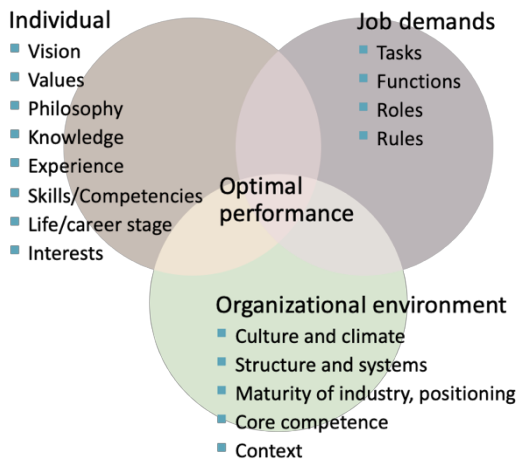 Individual
Vision
Values
Philosophy
Knowledge
Experience
Skills/Competencies
Life/career stage
Interests
Job demands
Tasks
Functions
Roles
Rules
Optimal
performance
Organizational environment
Culture and climate
Structure and systems
Maturity of industry, positioning
Core competence
Context